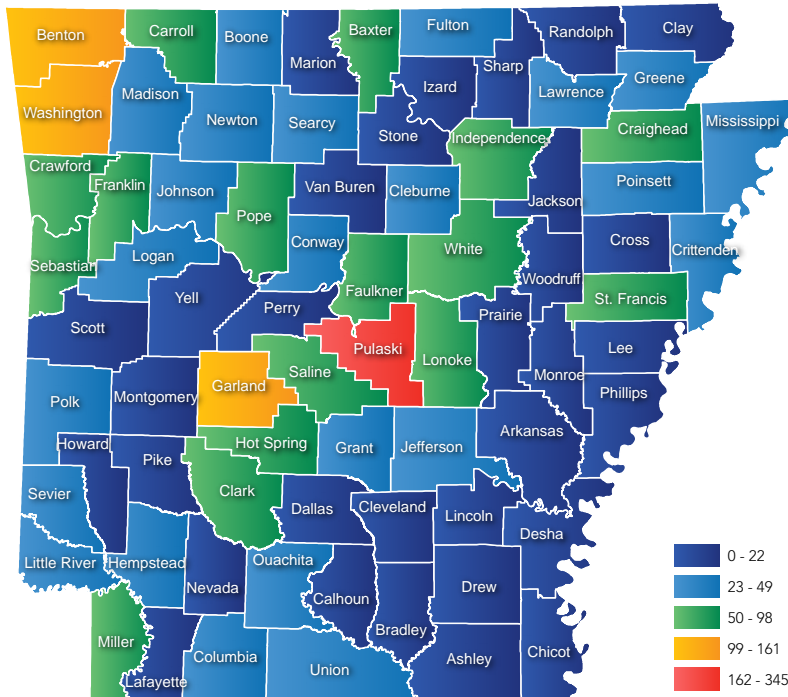 Benton
Carroll
Boone
Marion
Baxter
Fulton
Sharp
Randolph
Clay
Izard
Lawrence
Greene
Washington
Madison
Newton
Searcy
Stone
Independence
Craighead
Mississippi
Crawford
Franklin
Johnson
Pope
Van Buren
Cleburne
Jackson
Poinsett
Sebastian
Logan
Conway
White
Woodruff
Cross
Crittenden
Scott
Yell
Perry
Faulkner
Prairie
St. Francis
Pulaski
Lonoke
Lee
Monroe
Phillips
Polk
Montgomery
Garland
Saline
Arkansas
Howard
Pike
Hot Spring
Grant
Jefferson
Sevier
Clark
Dallas
Cleveland
Lincoln
Desha
Little River
Hempstead
Nevada
Ouachita
Calhoun
Bradley
Drew
Miller
Lafayette
Columbia
Union
Ashley
Chicot
0 - 22
23 - 49
50 - 98
99 - 161
162 - 345